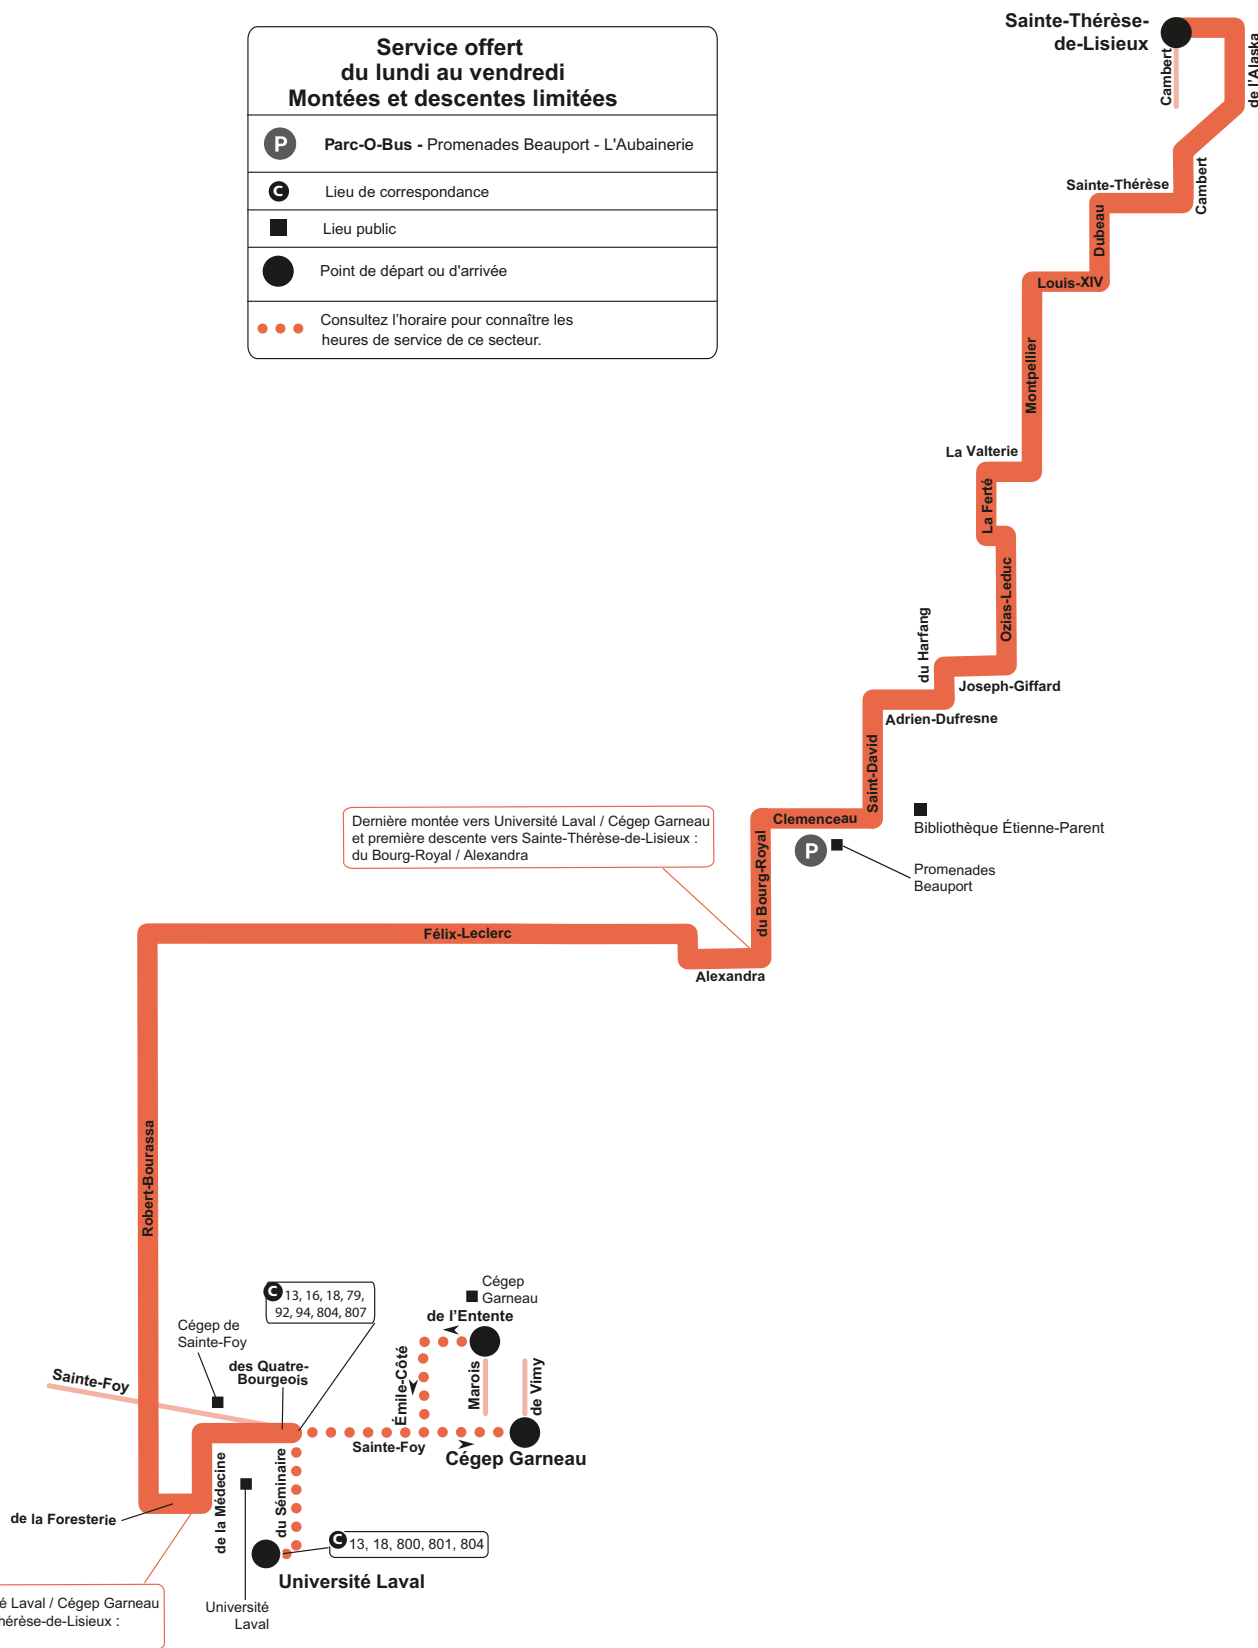 Service offert
du lundi au vendredi
Montées et descentes limitées
P Parc-O-Bus - Promenades Beauport - L'Aubainerie
C Lieu de correspondance
Lieu public
Point de départ ou d'arrivée
Consultez l'horaire pour connaître les
heures de service de ce secteur.
Sainte-Thérèse-
de-Lisieux
Cambert
de l'Alaska
Cambert
Sainte-Thérèse
Dubeau
Louis-XIV
Montpellier
La Valterie
La Ferté
Ozias-Leduc
du Harfang
Joseph-Giffard
Adrien-Dufresne
Saint-David
Clemenceau
Bibliothèque Étienne-Parent
P
Promenades
Beauport
Dernière montée vers Université Laval / Cégep Garneau
et première descente vers Sainte-Thérèse-de-Lisieux :
du Bourg-Royal / Alexandra
du Bourg-Royal
Félix-Leclerc
Alexandra
Robert-Bourassa
C 13, 16, 18, 79,
92, 94, 804, 807
Cégep
Garneau
de l'Entente
Cégep de
Sainte-Foy
des Quatre-
Bourgeois
Émile-Côté
Marois
de Vimy
Sainte-Foy
Sainte-Foy
Cégep Garneau
de la Médecine
du Séminaire
de la Foresterie
C 13, 18, 800, 801, 804
Université Laval
Université
Laval
é Laval / Cégep Garneau
hérèse-de-Lisieux :